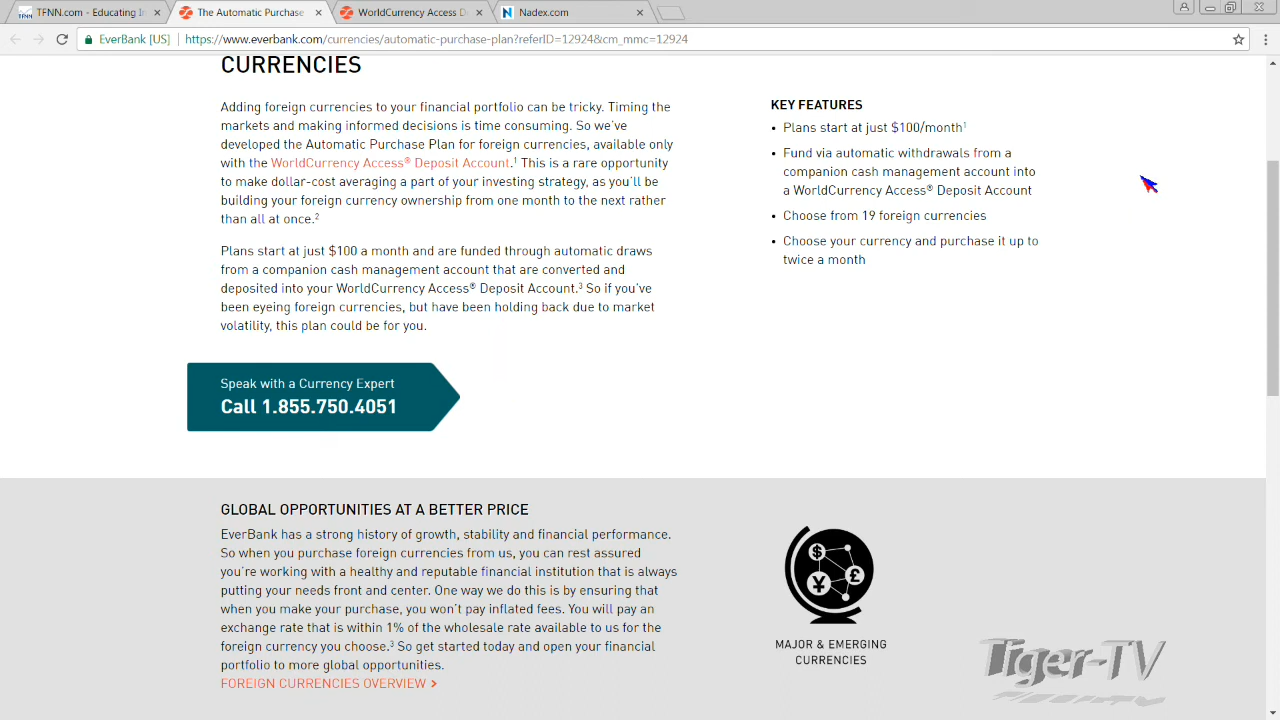 TFNN.com - Educating In
The Automatic Purchase
WorldCurrency Access D
Nadex.com
EverBank [US]
https://www.everbank.com/currencies/automatic-purchase-plan?referID=12924&cm_mmc=12924
CURRENCIES
Adding foreign currencies to your financial portfolio can be tricky. Timing the
markets and making informed decisions is time consuming. So we've
developed the Automatic Purchase Plan for foreign currencies, available only
with the WorldCurrency Access® Deposit Account.¹ This is a rare opportunity
to make dollar-cost averaging a part of your investing strategy, as you'll be
building your foreign currency ownership from one month to the next rather
than all at once.²
Plans start at just $100 a month and are funded through automatic draws
from a companion cash management account that are converted and
deposited into your WorldCurrency Access® Deposit Account.³ So if you've
been eyeing foreign currencies, but have been holding back due to market
volatility, this plan could be for you.
KEY FEATURES
• Plans start at just $100/month¹
• Fund via automatic withdrawals from a
companion cash management account into
a WorldCurrency Access® Deposit Account
• Choose from 19 foreign currencies
• Choose your currency and purchase it up to
twice a month
Speak with a Currency Expert
Call 1.855.750.4051
GLOBAL OPPORTUNITIES AT A BETTER PRICE
EverBank has a strong history of growth, stability and financial performance.
So when you purchase foreign currencies from us, you can rest assured
you're working with a healthy and reputable financial institution that is always
putting your needs front and center. One way we do this is by ensuring that
when you make your purchase, you won't pay inflated fees. You will pay an
exchange rate that is within 1% of the wholesale rate available to us for the
foreign currency you choose.³ So get started today and open your financial
portfolio to more global opportunities.
FOREIGN CURRENCIES OVERVIEW >
$
¥
£
MAJOR & EMERGING
CURRENCIES
Tiger-TV